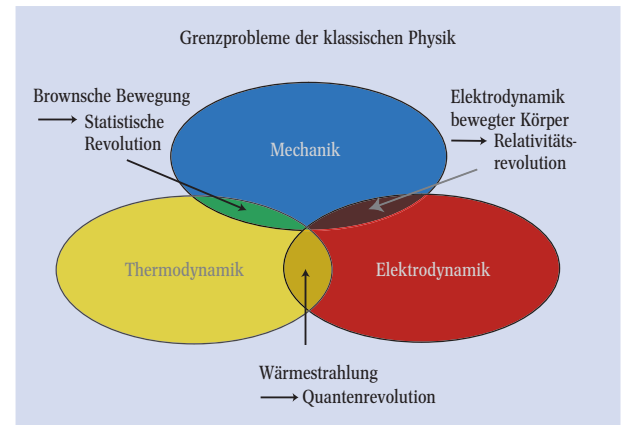 Grenzprobleme der klassischen Physik
Brownsche Bewegung
Statistische
Revolution
Elektrodynamik
bewegter Körper
Relativitäts-
revolution
Mechanik
Thermodynamik
Elektrodynamik
Wärmestrahlung
Quantenrevolution